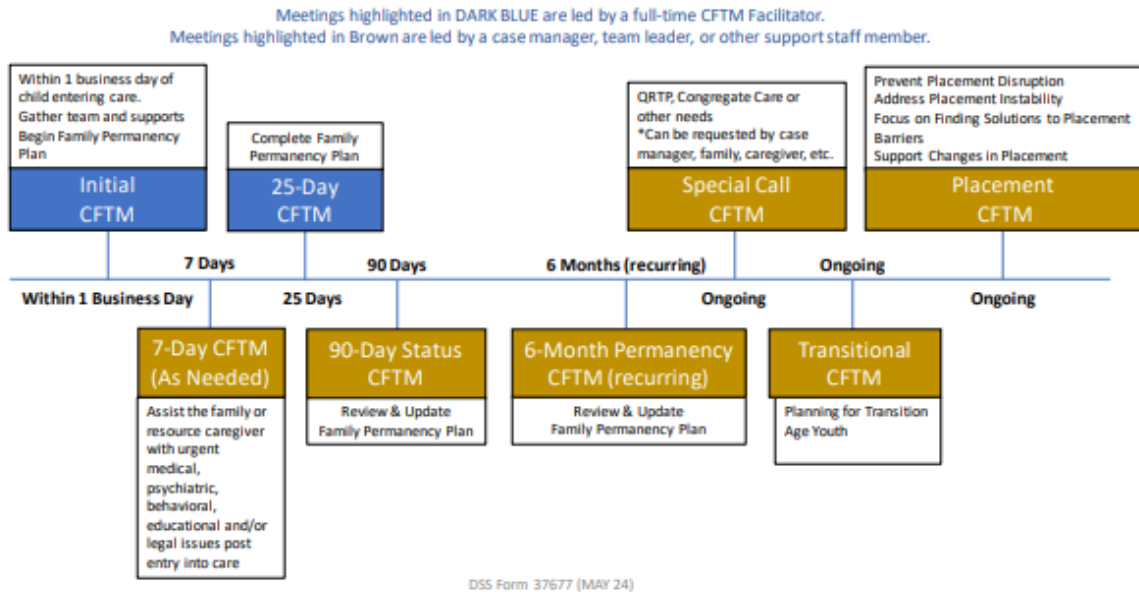 Meetings highlighted in DARK BLUE are led by a full-time CFTM Facilitator.
Meetings highlighted in Brown are led by a case manager, team leader, or other support staff member.
Within 1 business day of
child entering care.
Gather team and supports
Begin Family Permanency
Plan
Initial
CFTM
Complete Family
Permanency Plan
25-Day
CFTM
QRTP, Congregate Care or
other needs
*Can be requested by case
manager, family, caregiver, etc.
Special Call
CFTM
Prevent Placement Disruption
Address Placement Instability
Focus on Finding Solutions to Placement
Barriers
Support Changes in Placement
Placement
CFTM
7 Days
90 Days
6 Months (recurring)
Ongoing
Within 1 Business Day
25 Days
Ongoing
Ongoing
7-Day CFTM
(As Needed)
Assist the family or
resource caregiver
with urgent
medical,
psychiatric,
behavioral,
educational and/or
legal issues post
entry into care
90-Day Status
CFTM
Review & Update
Family Permanency Plan
6-Month Permanency
CFTM (recurring)
Review & Update
Family Permanency Plan
Transitional
CFTM
Planning for Transition
Age Youth
DSS Form 37677 (MAY 24)